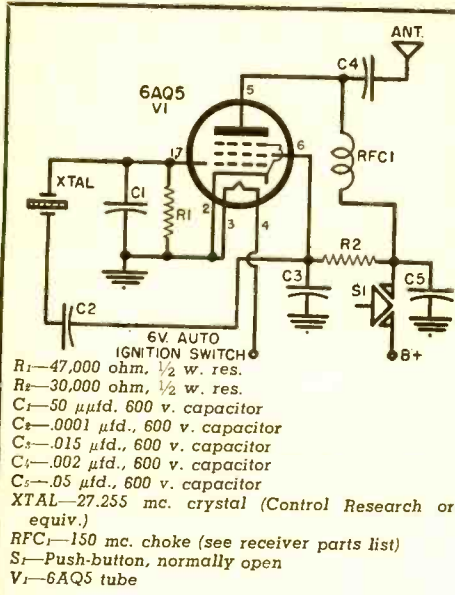 ANT.
C4
6AQ5
V1
5
1,7
6
RFC1
XTAL
C1
R1
2
3
4
R2
C2
C3
S1
C5
6V. AUTO
IGNITION SWITCH
B+
R1—47,000 ohm, ½ w. res.
R2—30,000 ohm, ½ w. res.
C1—50 μμfd. 600 v. capacitor
C2—.0001 μfd., 600 v. capacitor
C3—.015 μfd., 600 v. capacitor
C4—.002 μfd., 600 v. capacitor
C5—.05 μfd., 600 v. capacitor
XTAL—27.255 mc. crystal (Control Research or
equiv.)
RFC1—150 mc. choke (see receiver parts list)
S1—Push-button, normally open
V1—6AQ5 tube